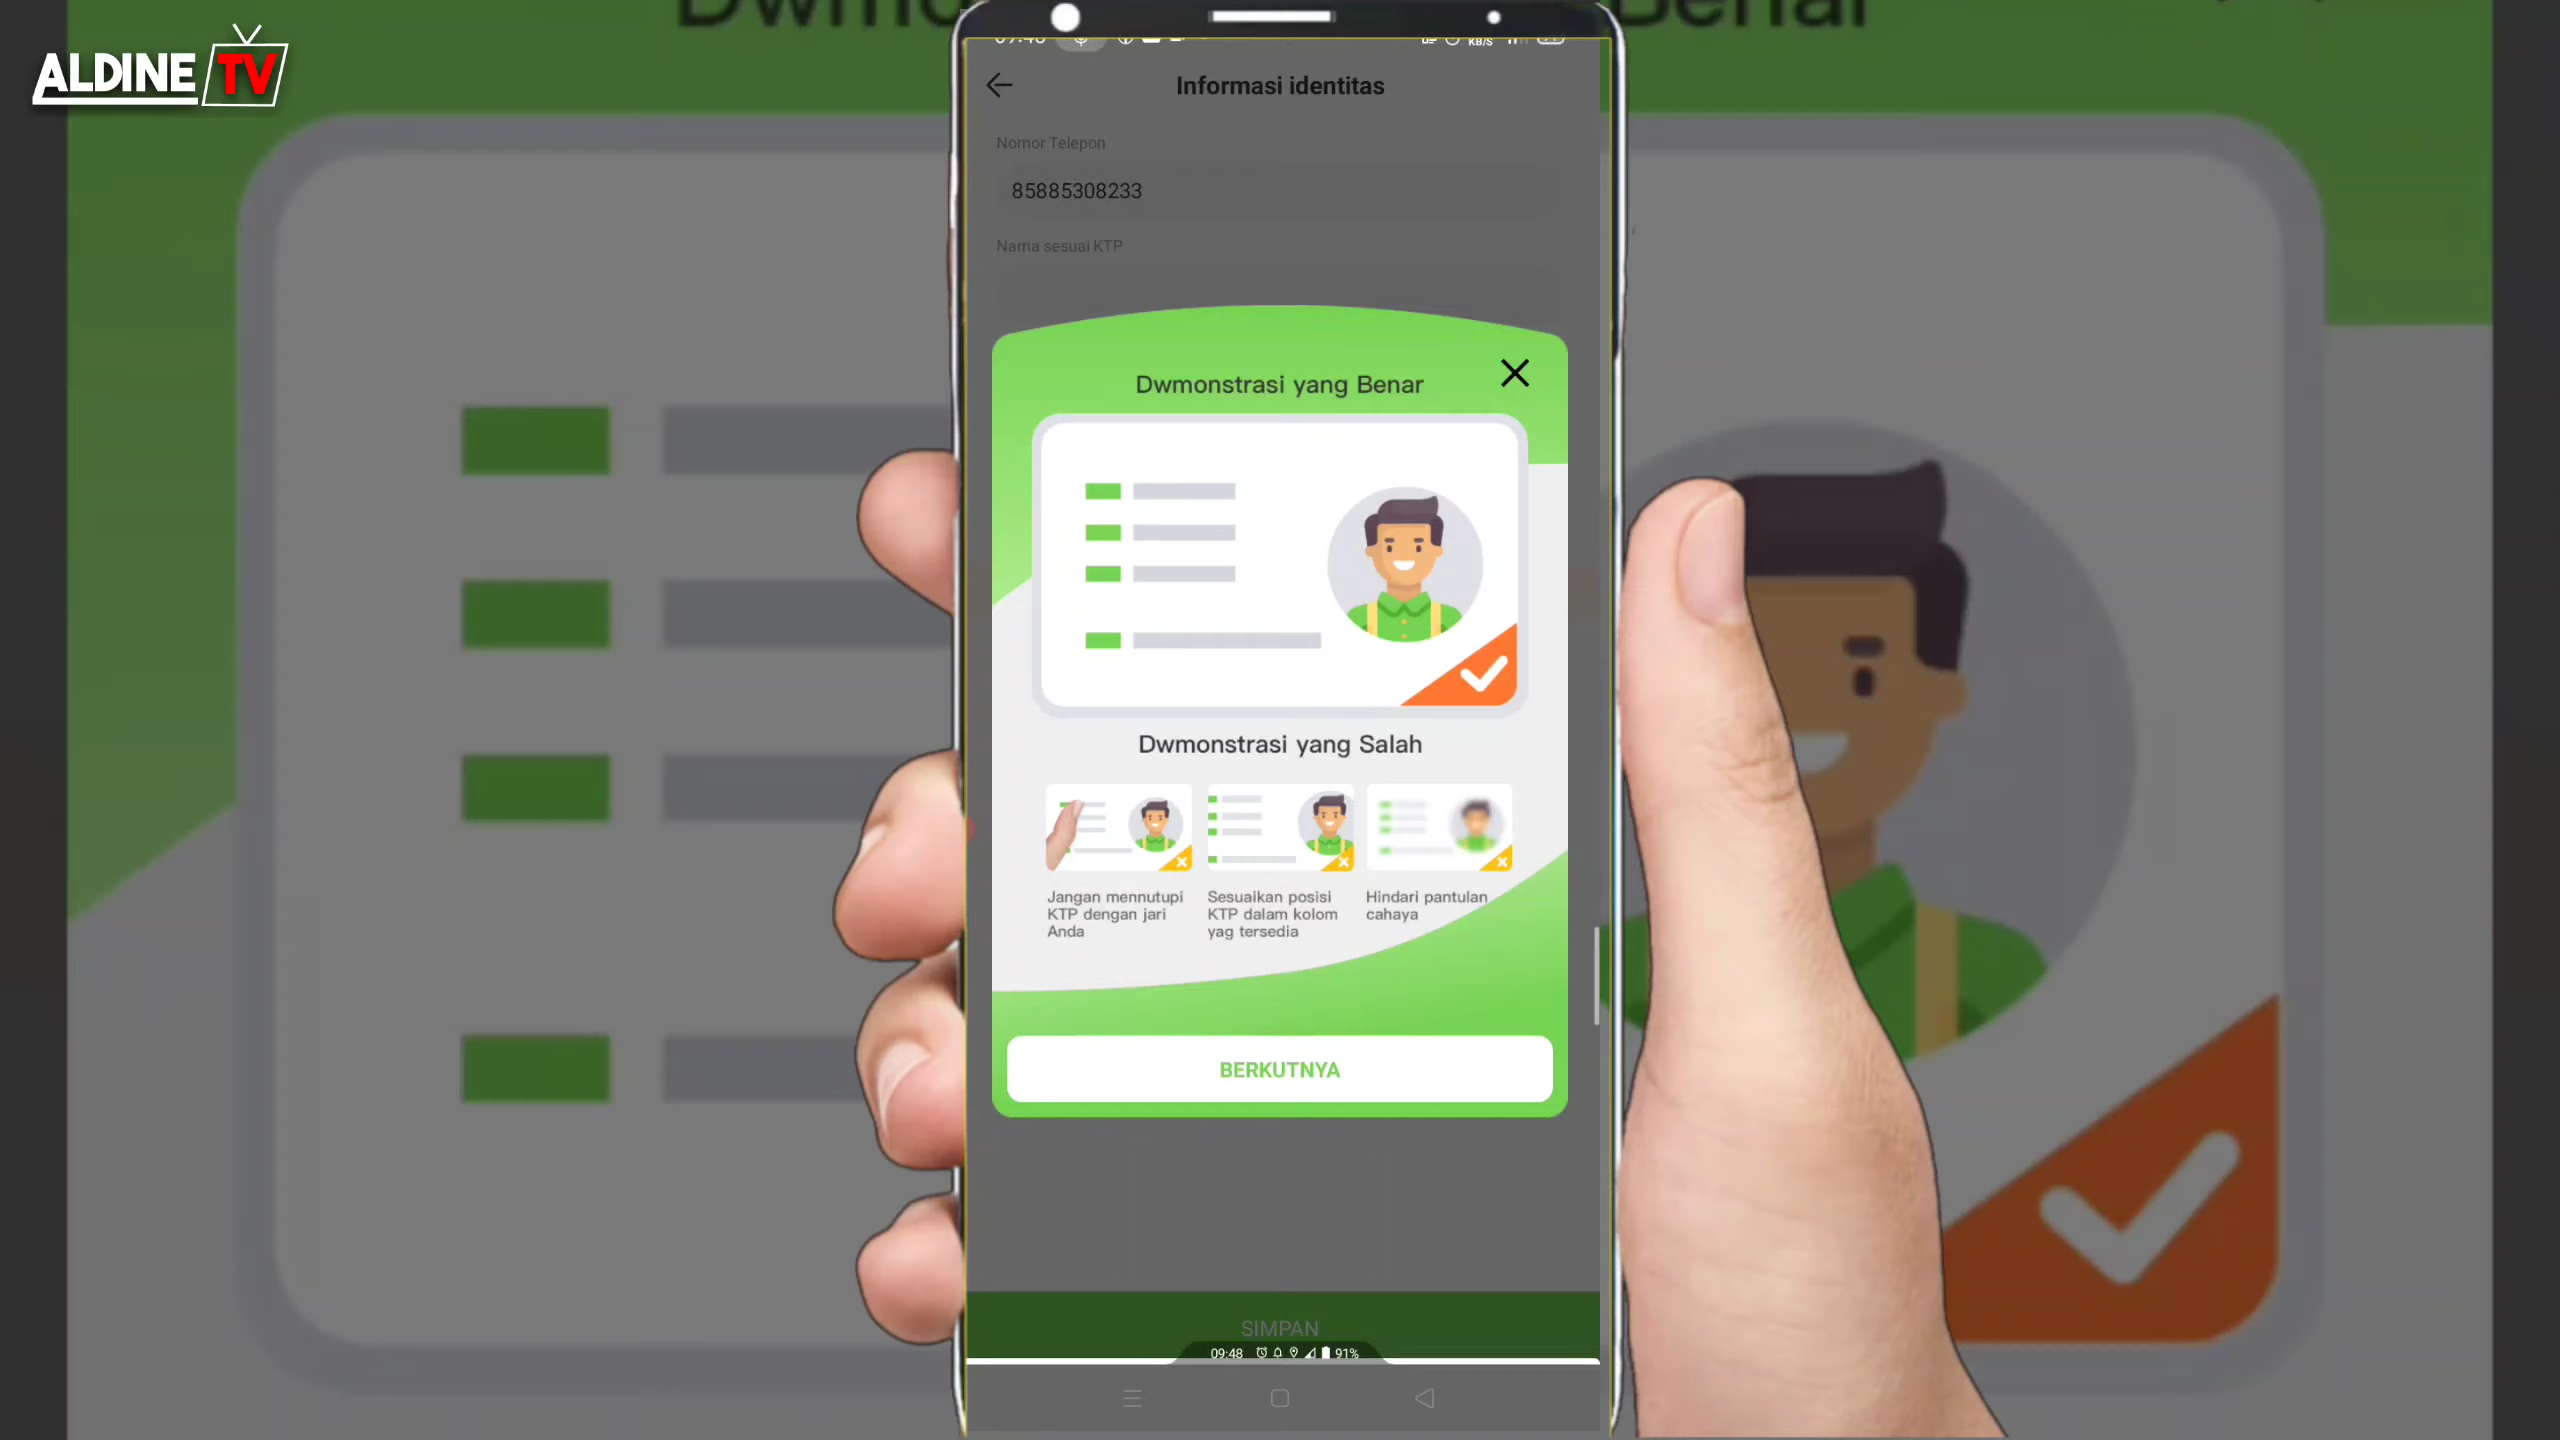 ALDINE TV
Informasi identitas
Nomor Telepon
85885308233
Nama sesuai KTP
Dwmonstrasi yang Benar
Dwmonstrasi yang Salah
Jangan mennutupi
KTP dengan jari
Anda
Sesuaikan posisi
KTP dalam kolom
yag tersedia
Hindari pantulan
cahaya
BERKUTNYA
SIMPAN
09:48 91%